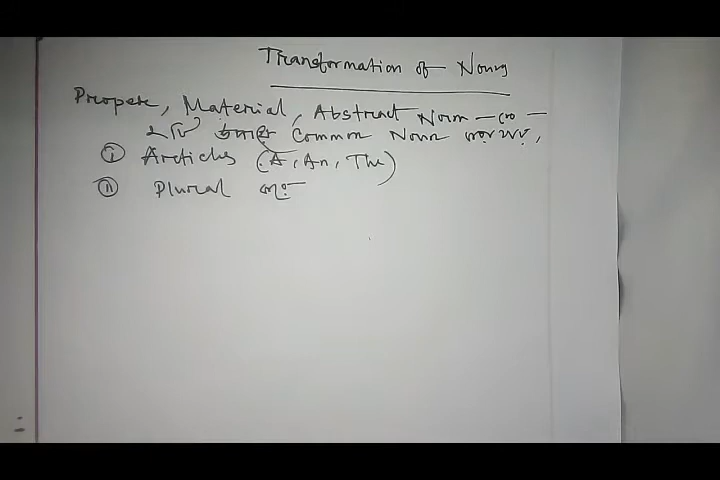 Transformation of Nouns
Proper, Material, Abstract Noun -
Common Noun
i Articles (A, An, The)
ii Plural